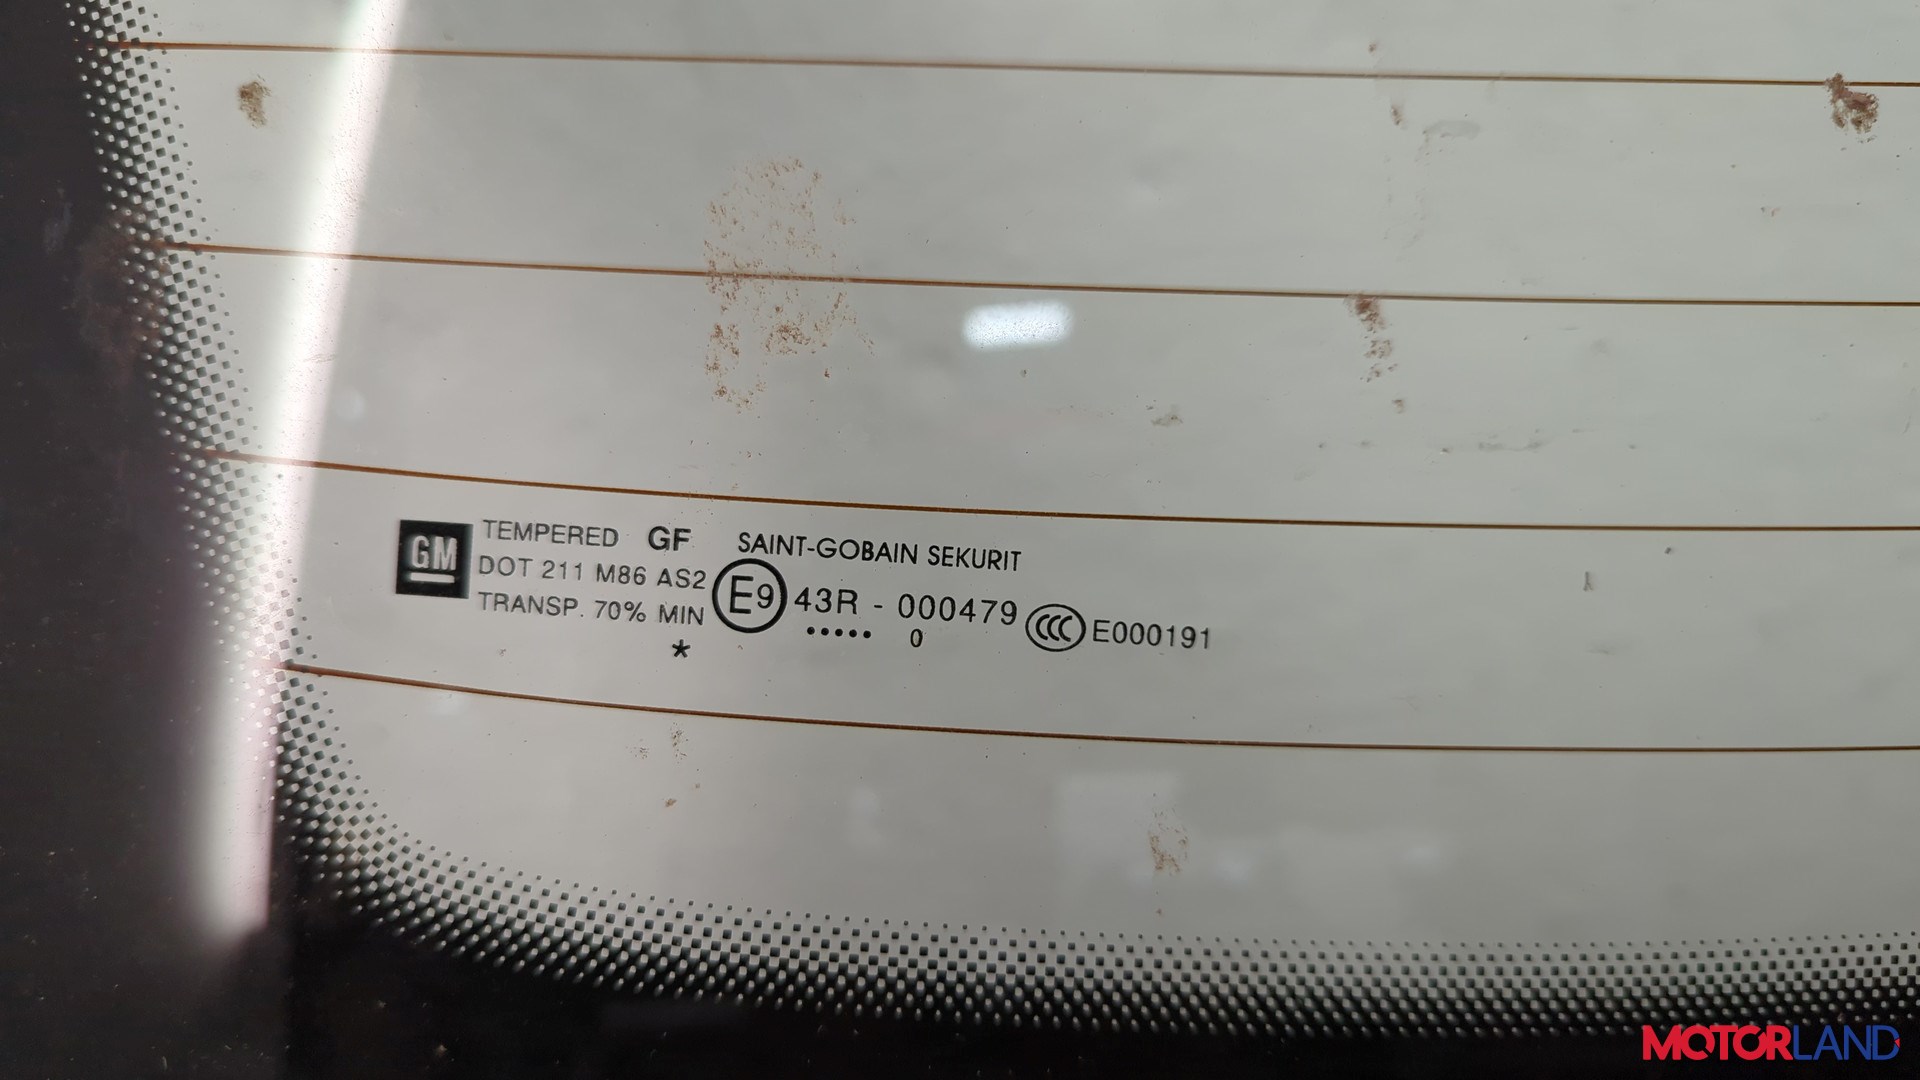 GM
TEMPERED GF
DOT 211 M86 AS2
TRANSP. 70% MIN
*
SAINT-GOBAIN SEKURIT
E9 43R - 000479
••••• 0
CCC E000191
MOTORLAND